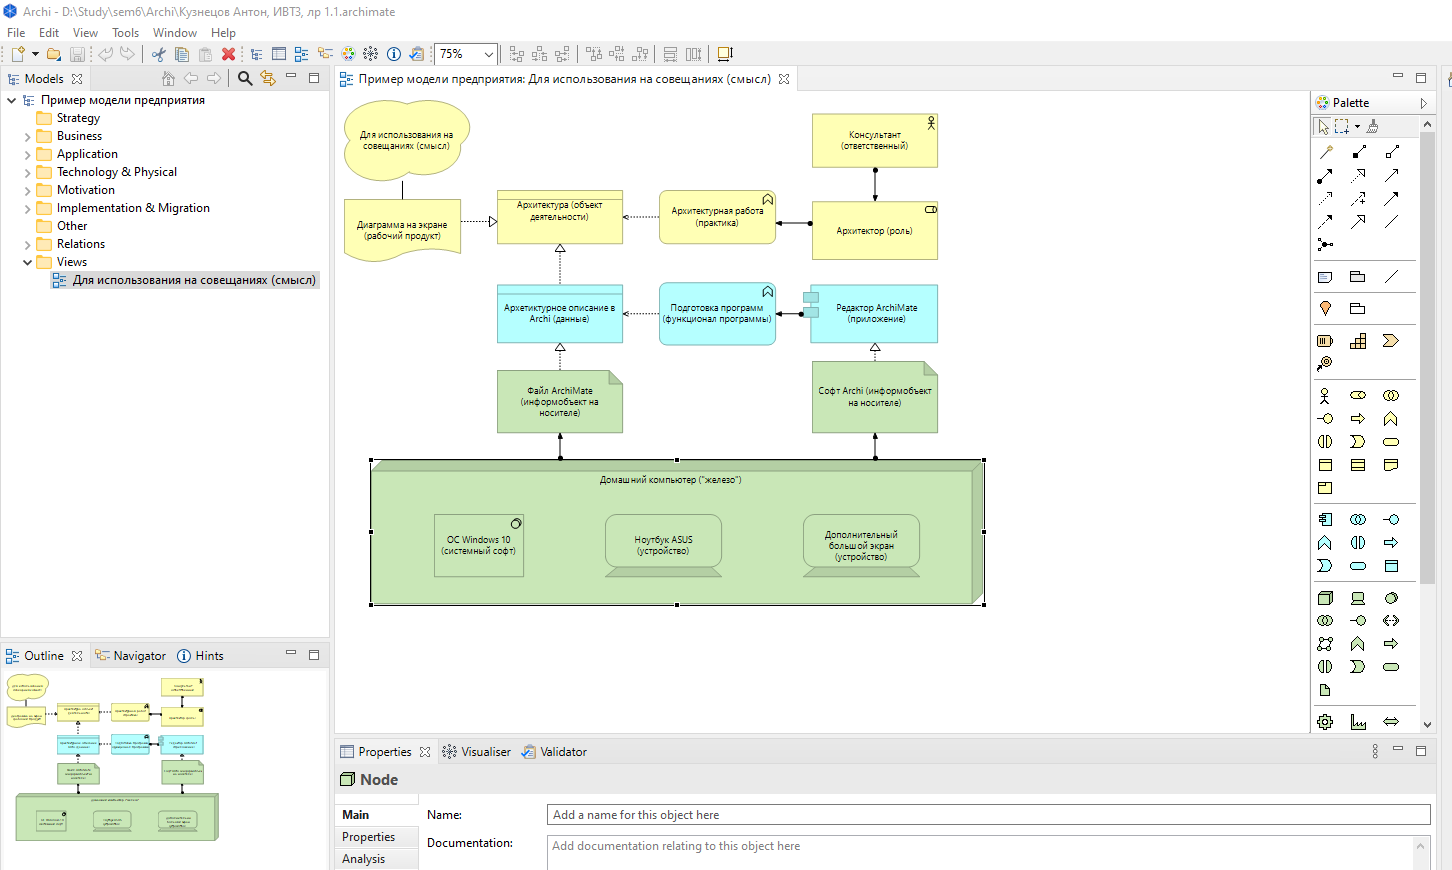 Archi - D:\Study\sem6\Archi\Кузнецов Антон, ИВТ3, лр 1.1.archimate
File Edit View Tools Window Help
75%
Models
Пример модели предприятия
Strategy
Business
Application
Technology & Physical
Motivation
Implementation & Migration
Other
Relations
Views
Для использования на совещаниях (смысл)
Пример модели предприятия: Для использования на совещаниях (смысл)
Для использования на
совещаниях (смысл)
Консультант
(ответственный)
Диаграмма на экране
(рабочий продукт)
Архитектура (объект
деятельности)
Архитектурная работа
(практика)
Архитектор (роль)
Архетиктурное описание в
Archi (данные)
Подготовка программ
(функционал программы)
Редактор ArchiMate
(приложение)
Файл ArchiMate
(информобъект на
носителе)
Софт Archi (информобъект
на носителе)
Домашний компьютер ("железо")
ОС Windows 10
(системный софт)
Ноутбук ASUS
(устройство)
Дополнительный
большой экран
(устройство)
Palette
Outline
Navigator
Hints
Properties
Visualiser
Validator
Node
Main
Properties
Analysis
Name:
Add a name for this object here
Documentation:
Add documentation relating to this object here